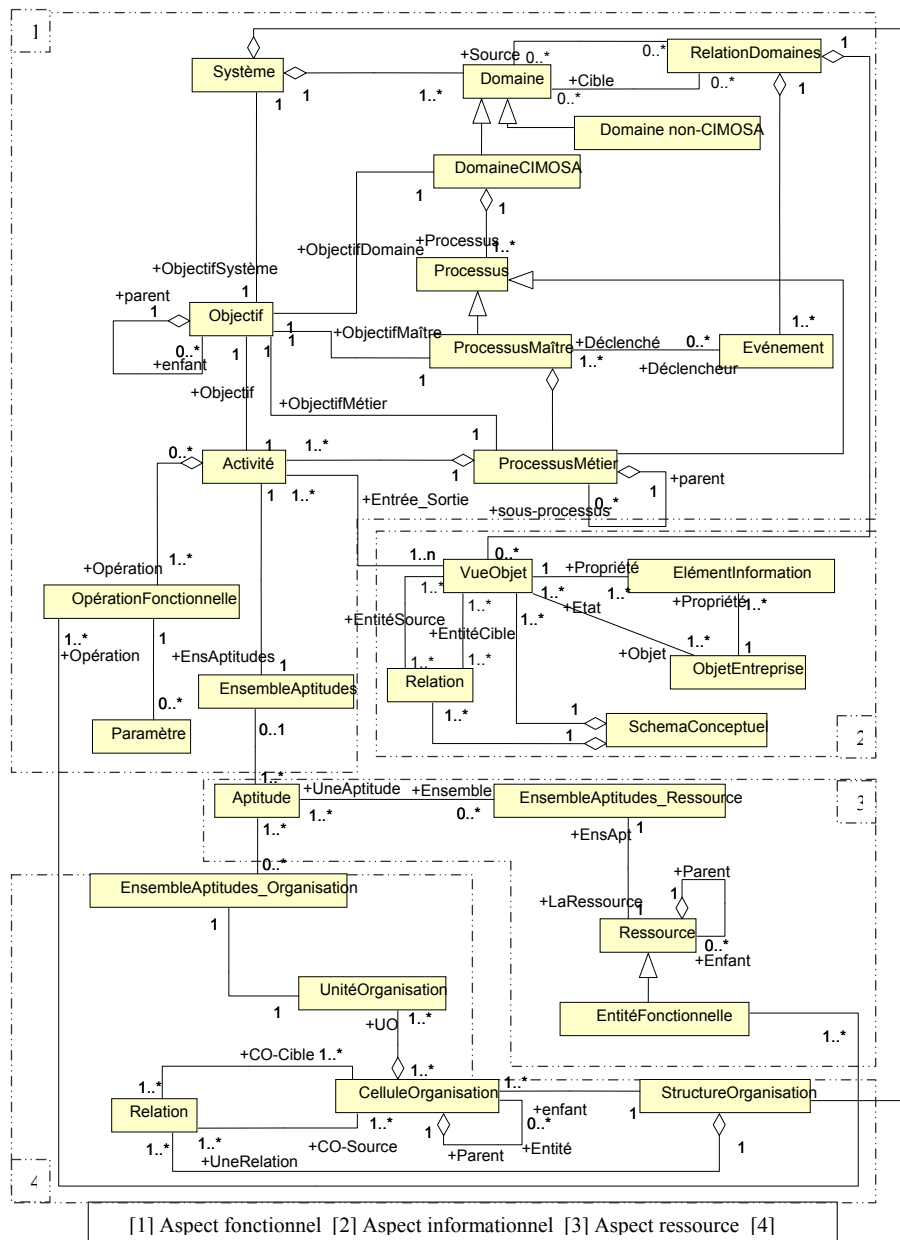 1
Système
1
1
+Source
0..*
0..*
RelationDomaines
1
Domaine
+Cible
1..*
0..*
0..*
1
Domaine non-CIMOSA
DomaineCIMOSA
1
1
+Processus
1..*
+ObjectifDomaine
Processus
+ObjectifSystème
1
+parent
1
Objectif
1
1
+ObjectifMaître
ProcessusMaître
+Déclenché
0..*
1..*
Evénement
0..*
+enfant
1
1
1
1..*
+Déclencheur
+Objectif
+ObjectifMétier
0..*
1
1..*
1
Activité
ProcessusMétier
1
1..*
1
1
+parent
+Entrée_Sortie
0..*
+sous-processus
1..*
1..n
0..*
+Opération
VueObjet
1
+Propriété
ElémentInformation
OpérationFonctionnelle
1..*
1..*
1..*
1..*
+Propriété
1..*
+EntitéSource
+Etat
1..*
1
+EntitéCible
1..*
+Opération
+EnsAptitudes
1..*
1
+Objet
1
1..*
1..*
ObjetEntreprise
EnsembleAptitudes
Relation
0..*
0..1
1..*
1
SchemaConceptuel
Paramètre
1
2
1..*
+UneAptitude
+Ensemble
EnsembleAptitudes_Ressource
Aptitude
1..*
0..*
3
1..*
1
+EnsApt
0..*
+Parent
EnsembleAptitudes_Organisation
1
+LaRessource
1
1
Ressource
0..*
+Enfant
UnitéOrganisation
EntitéFonctionnelle
1
1..*
+UO
1..*
+CO-Cible
1..*
1..*
1..*
CelluleOrganisation
1..*
StructureOrganisation
Relation
+enfant
1
1..*
1
0..*
1..*
1..*
+CO-Source
+Parent
+Entité
1
+UneRelation
4
[1] Aspect fonctionnel [2] Aspect informationnel [3] Aspect ressource [4]